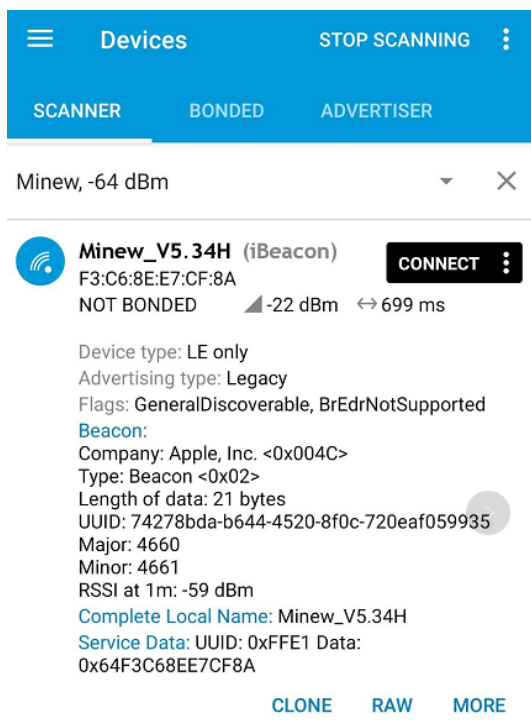 Devices STOP SCANNING
SCANNER BONDED ADVERTISER
Minew, -64 dBm
Minew_V5.34H (iBeacon)
CONNECT
F3:C6:8E:E7:CF:8A
NOT BONDED -22 dBm 699 ms
Device type: LE only
Advertising type: Legacy
Flags: GeneralDiscoverable, BrEdrNotSupported
Beacon:
Company: Apple, Inc. <0x004C>
Type: Beacon <0x02>
Length of data: 21 bytes
UUID: 74278bda-b644-4520-8f0c-720eaf059935
Major: 4660
Minor: 4661
RSSI at 1m: -59 dBm
Complete Local Name: Minew_V5.34H
Service Data: UUID: 0xFFE1 Data:
0x64F3C68EE7CF8A
CLONE RAW MORE